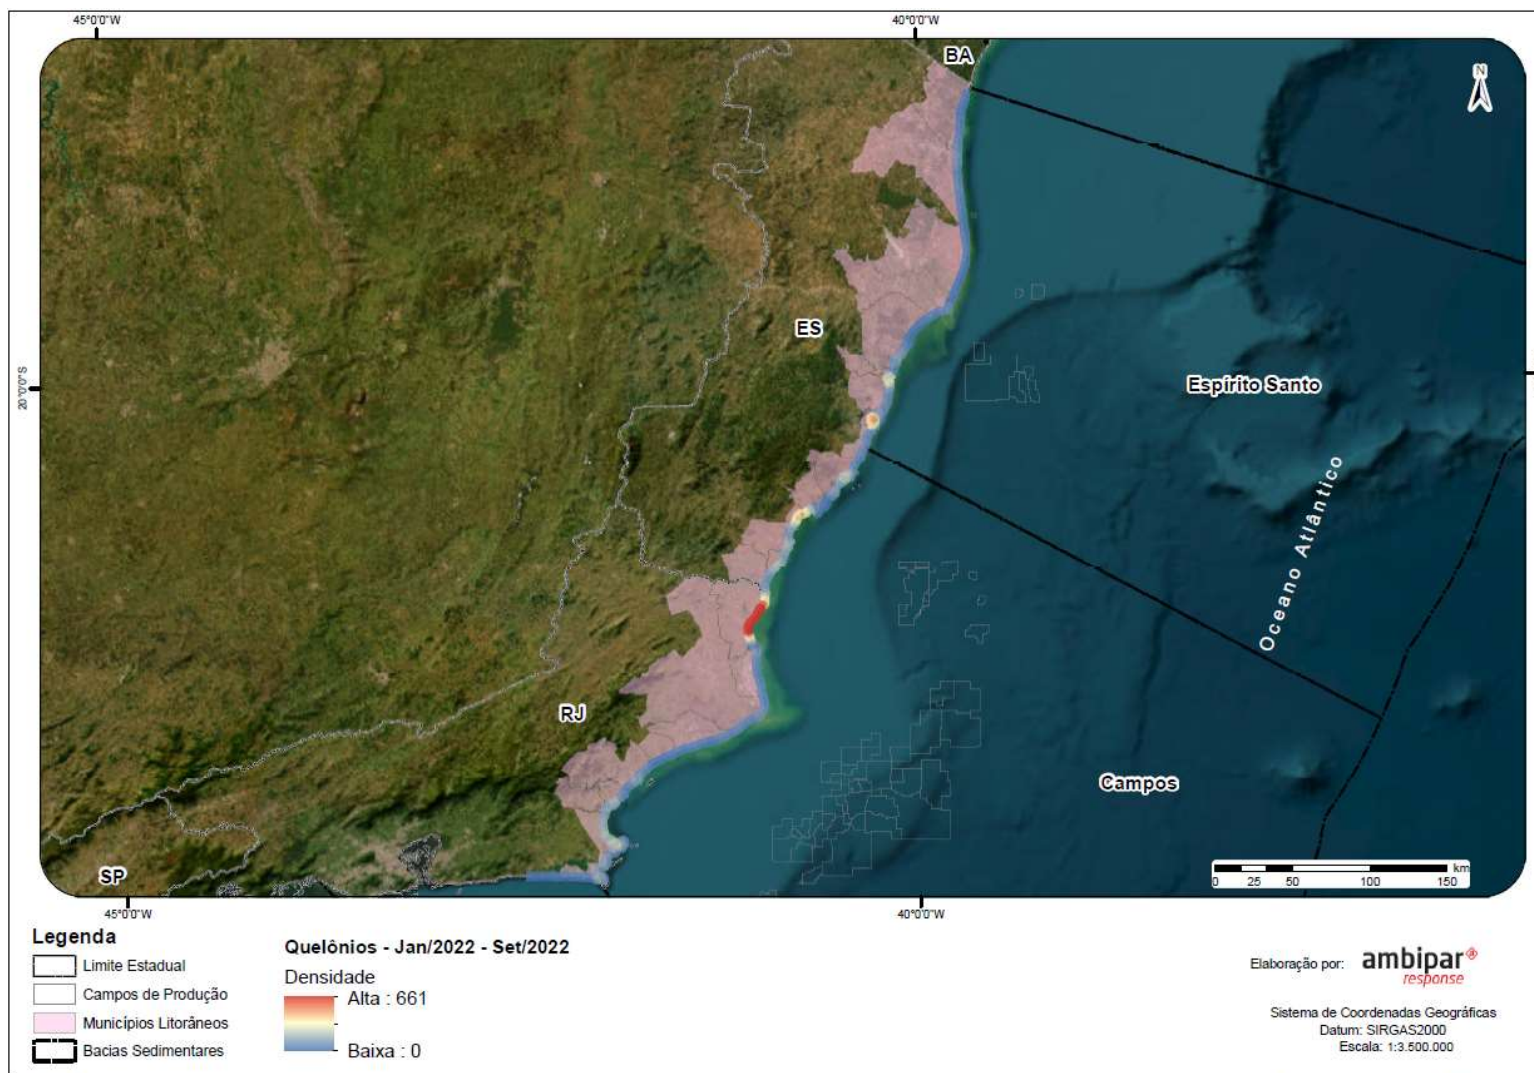 45°0'0"W
40°0'0"W
BA
N
ES
20°0'0"S
Espírito Santo
Oceano Atlântico
RJ
Campos
SP
km
0 25 50 100 150
45°0'0"W
40°0'0"W
Legenda
Limite Estadual
Campos de Produção
Municípios Litorâneos
Bacias Sedimentares
Quelônios - Jan/2022 - Set/2022
Densidade
Alta : 661
Baixa : 0
Elaboração por:
ambipar
response
Sistema de Coordenadas Geográficas
Datum: SIRGAS2000
Escala: 1:3.500.000